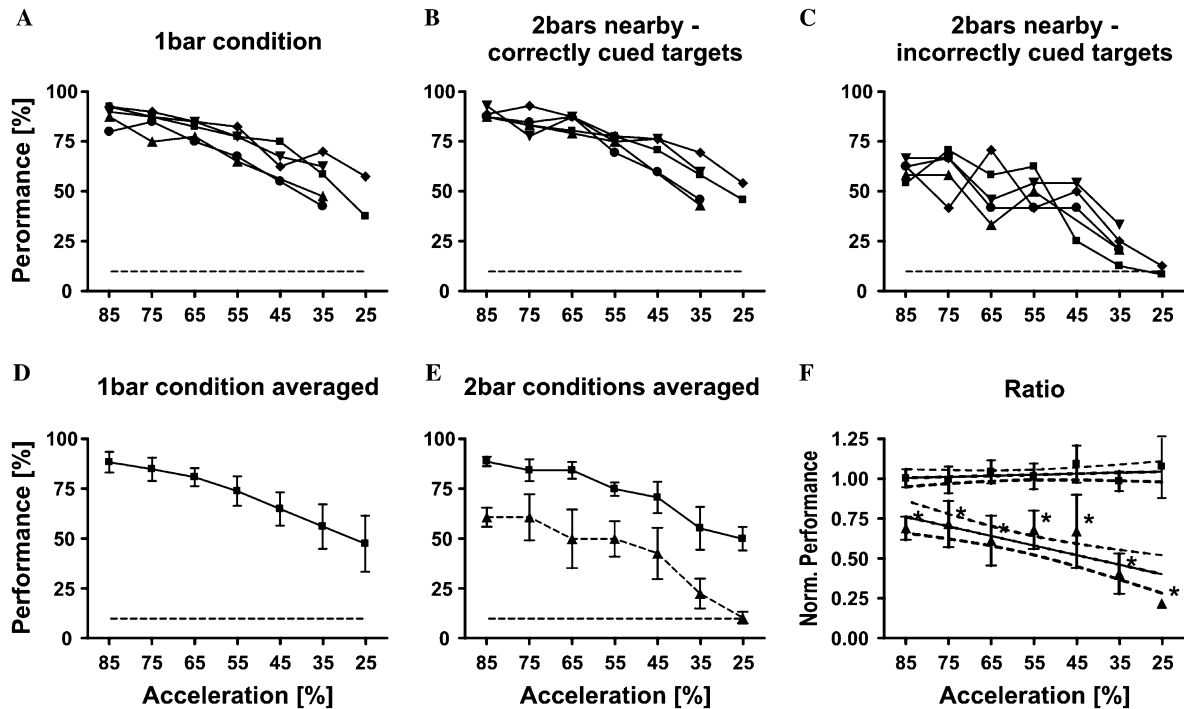 A
1bar condition
B
2bars nearby -
correctly cued targets
C
2bars nearby -
incorrectly cued targets
Perormance [%]
100
75
50
25
0
85 75 65 55 45 35 25
100
75
50
25
0
85 75 65 55 45 35 25
100
75
50
25
0
85 75 65 55 45 35 25
D
1bar condition averaged
E
2bar conditions averaged
F
Ratio
Performance [%]
100
75
50
25
0
85 75 65 55 45 35 25
Acceleration [%]
100
75
50
25
0
85 75 65 55 45 35 25
Acceleration [%]
Norm. Performance
1.25
1.00
0.75
0.50
0.25
0.00
* * * * * * *
85 75 65 55 45 35 25
Acceleration [%]